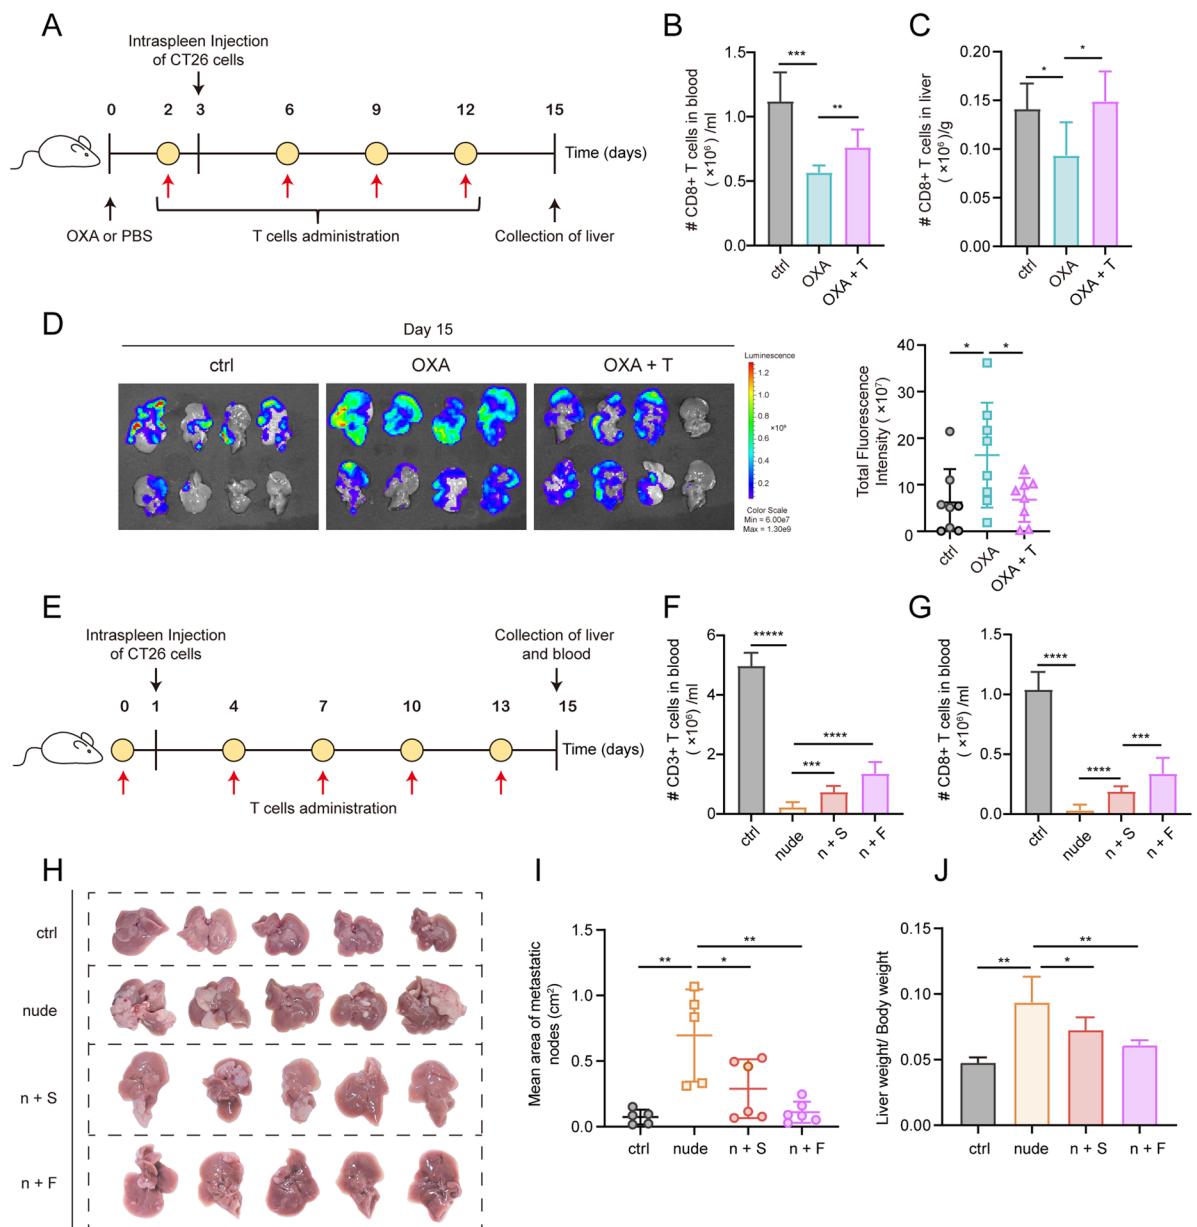 A
Intraspleen Injection
of CT26 cells
0 2 3 6 9 12 15
Time (days)
OXA or PBS
T cells administration
Collection of liver
B
# CD8+ T cells in blood
( ×10⁶) /ml
1.5
1.0
0.5
0.0
***
**
ctrl
OXA
OXA + T
C
# CD8+ T cells in liver
( ×10⁶)/g
0.20
0.15
0.10
0.05
0.00
*
*
ctrl
OXA
OXA + T
D
Day 15
ctrl OXA OXA + T
Luminescence
1.2
1.0
0.8
×10⁹
0.6
0.4
0.2
Color Scale
Min = 6.00e7
Max = 1.30e9
Total Fluorescence
Intensity ( ×10⁷)
40
30
20
10
0
* *
ctrl
OXA
OXA + T
E
Intraspleen Injection
of CT26 cells
Collection of liver
and blood
0 1 4 7 10 13 15
Time (days)
T cells administration
F
# CD3+ T cells in blood
( ×10⁶) /ml
6
4
2
0
*****
****
***
ctrl
nude
n + S
n + F
G
# CD8+ T cells in blood
( ×10⁶) /ml
1.5
1.0
0.5
0.0
****
***
****
ctrl
nude
n + S
n + F
H
ctrl
nude
n + S
n + F
I
Mean area of metastatic
nodes (cm²)
1.5
1.0
0.5
0.0
**
** *
ctrl nude n + S n + F
J
Liver weight/ Body weight
0.15
0.10
0.05
0.00
**
** *
ctrl nude n + S n + F